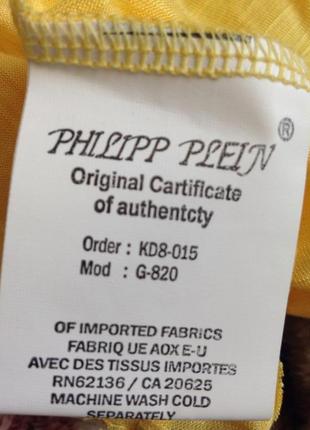 PHILIPP PLEIN®
Original Cartificate
of authentcty
Order : KD8-015
Mod : G-820
OF IMPORTED FABRICS
FABRIQ UE AOX E-U
AVEC DES TISSUS IMPORTES
RN62136 / CA 20625
MACHINE WASH COLD
SEPARATELY